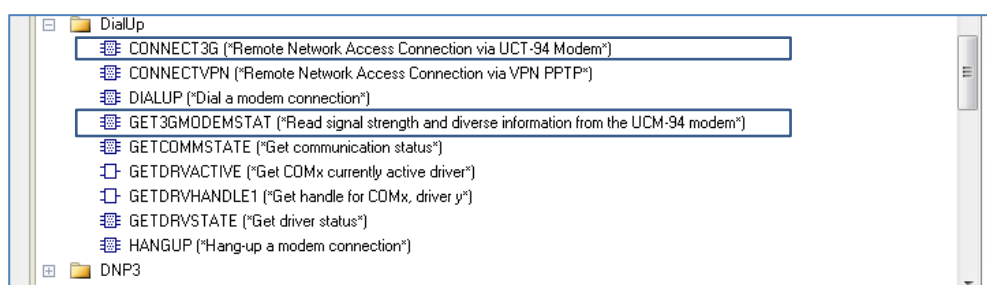 DialUp
CONNECT3G (*Remote Network Access Connection via UCT-94 Modem*)
CONNECTVPN (*Remote Network Access Connection via VPN PPTP*)
DIALUP (*Dial a modem connection*)
GET3GMODEMSTAT (*Read signal strength and diverse information from the UCM-94 modem*)
GETCOMMSTATE (*Get communication status*)
GETDRVACTIVE (*Get COMx currently active driver*)
GETDRVHANDLE1 (*Get handle for COMx, driver y*)
GETDRVSTATE (*Get driver status*)
HANGUP (*Hang-up a modem connection*)
DNP3